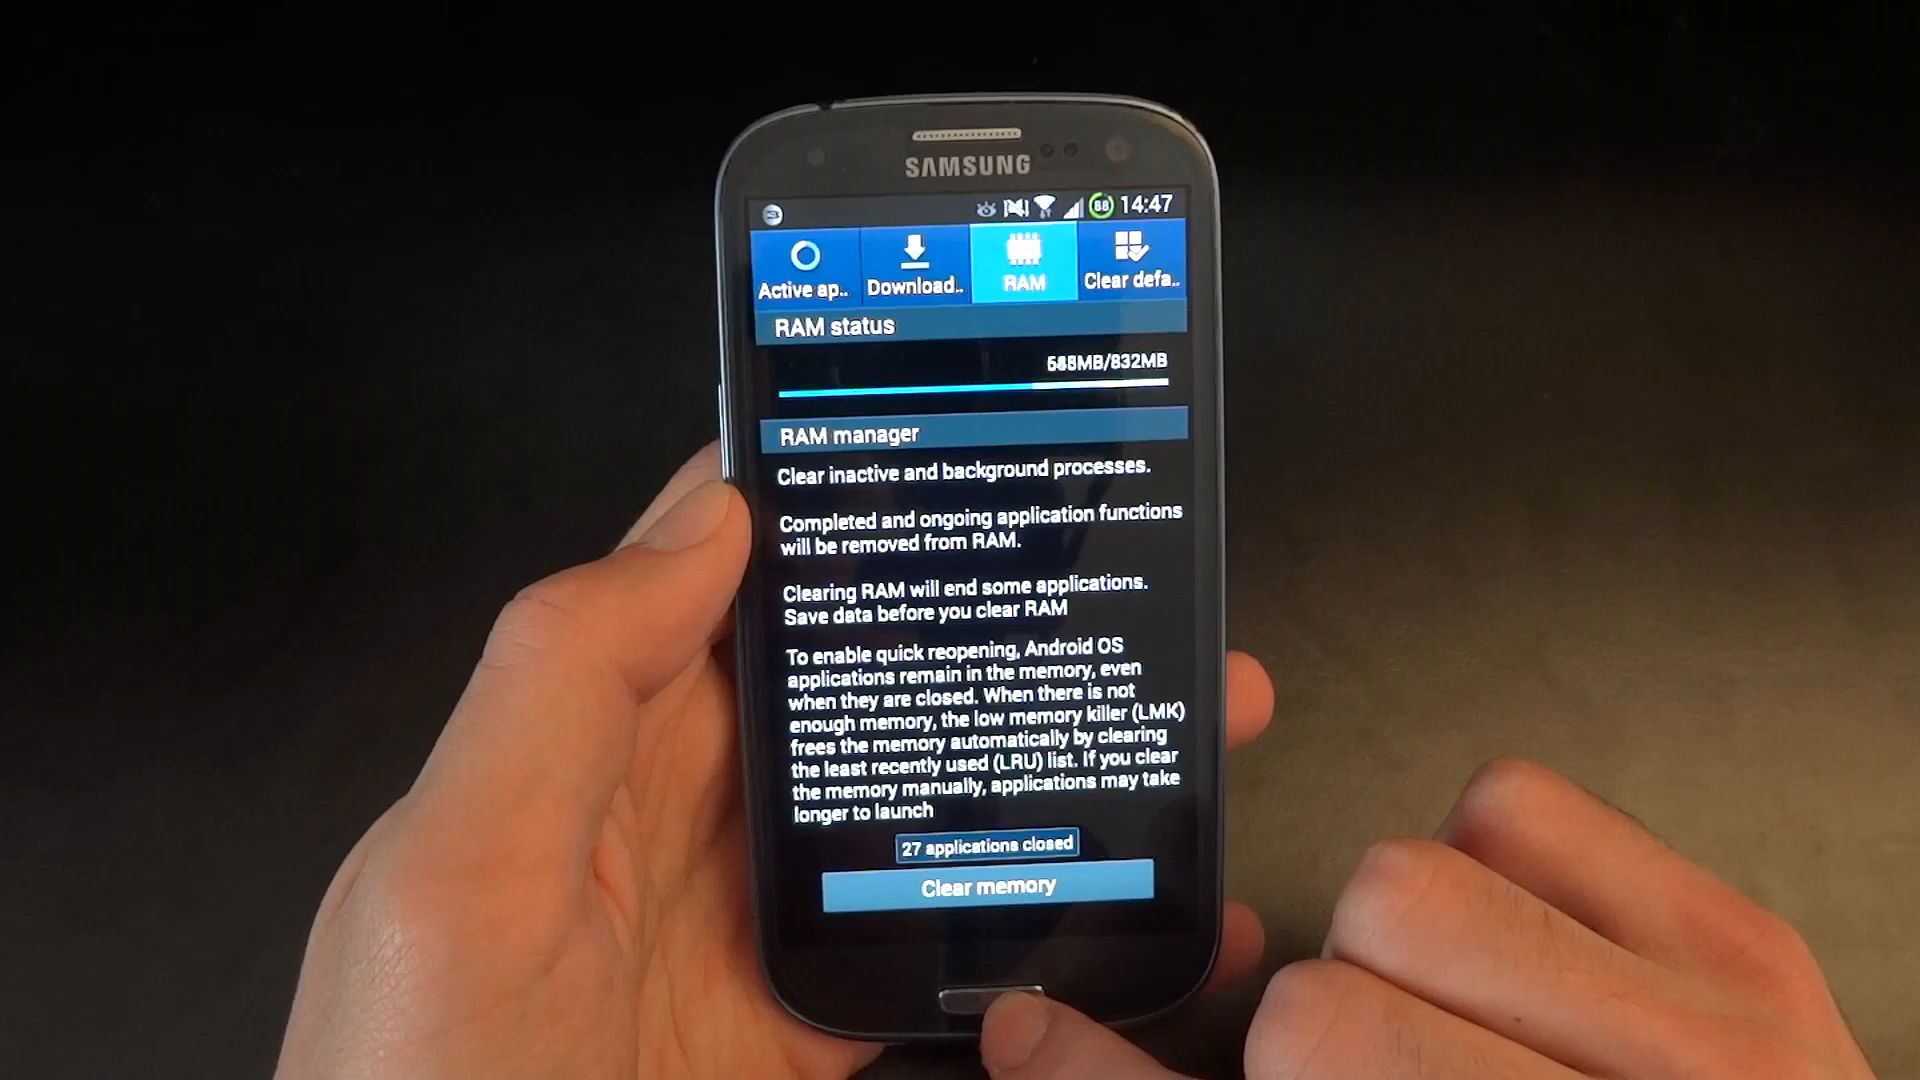 SAMSUNG
88 14:47
Active ap.. Download.. RAM Clear defa..
RAM status
/832MB
RAM manager
Clear inactive and background processes.
Completed and ongoing application functions
will be removed from RAM.
Clearing RAM will end some applications.
Save data before you clear RAM
To enable quick reopening, Android OS
applications remain in the memory, even
when they are closed. When there is not
enough memory, the low memory killer (LMK)
frees the memory automatically by clearing
the least recently used (LRU) list. If you clear
the memory manually, applications may take
longer to launch
27 applications closed
Clear memory